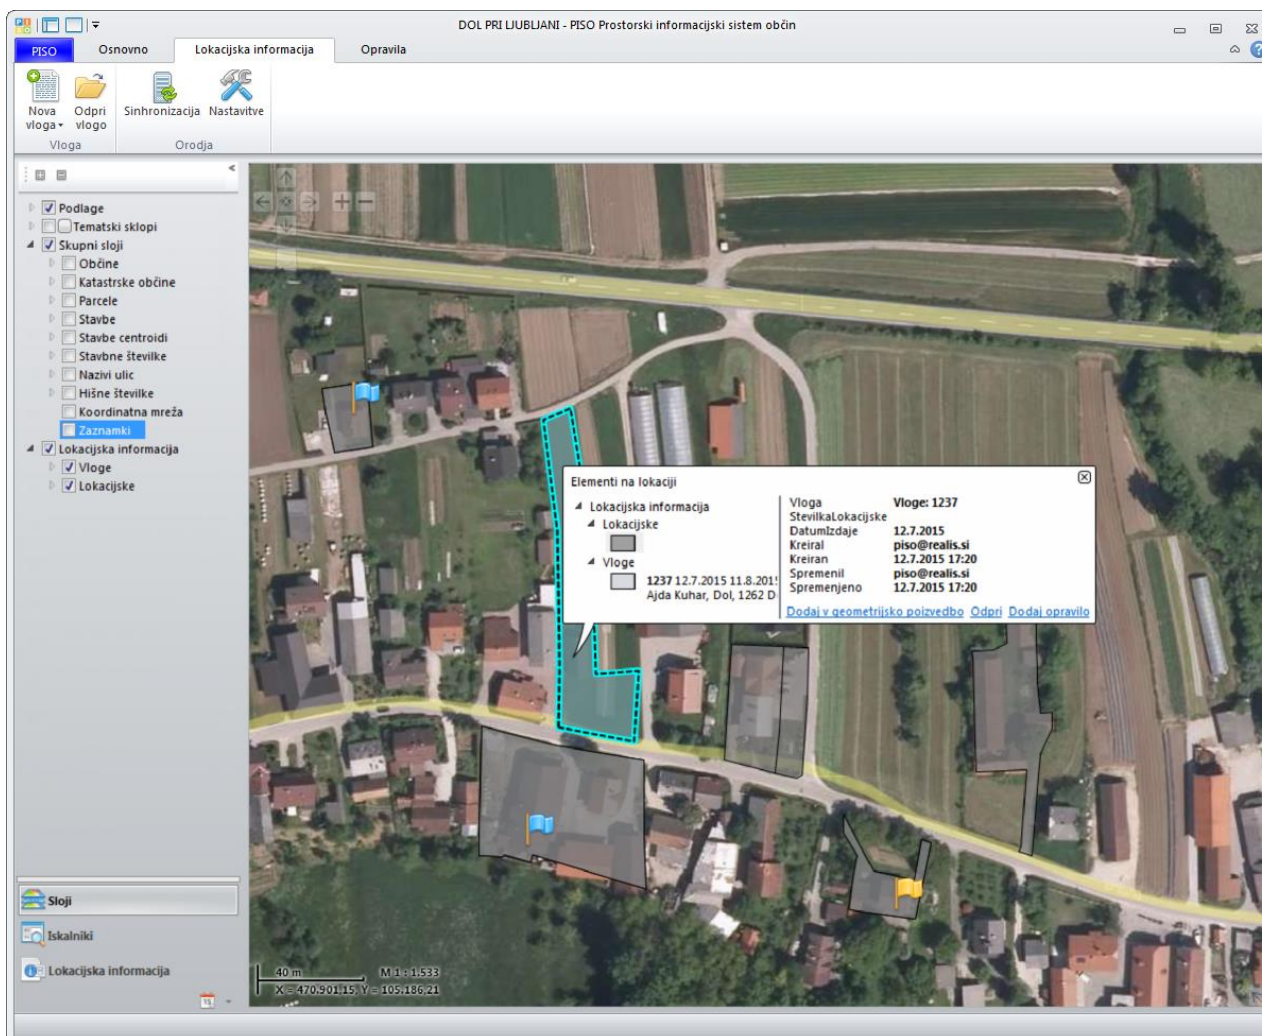 DOL PRI LJUBLJANI - PISO Prostorski informacijski sistem občin
PISO Osnovno Lokacijska informacija Opravila
Nova vloga Odpri vlogo Sinhronizacija Nastavitve
Vloga Orodja
Podlage
Tematski sklopi
Skupni sloji
Občine
Katastrske občine
Parcele
Stavbe
Stavbe centroidi
Stavbne številke
Nazivi ulic
Hišne številke
Koordinatna mreža
Zaznamki
Lokacijska informacija
Vloge
Lokacijske
Elementi na lokaciji
Lokacijska informacija
Lokacijske
Vloge
1237 12.7.2015 11.8.201
Ajda Kuhar, Dol, 1262 D
Vloga Vloge: 1237
StevilkaLokacijske
DatumIzdaje 12.7.2015
Kreiral piso@realis.si
Kreiran 12.7.2015 17:20
Spremenil piso@realis.si
Spremenjeno 12.7.2015 17:20
Dodaj v geometrijsko poizvedbo Odpri Dodaj opravilo
Sloji
Iskalniki
Lokacijska informacija
15
40 m M 1 : 1.533
X = 470.901,15, Y = 105.186,21